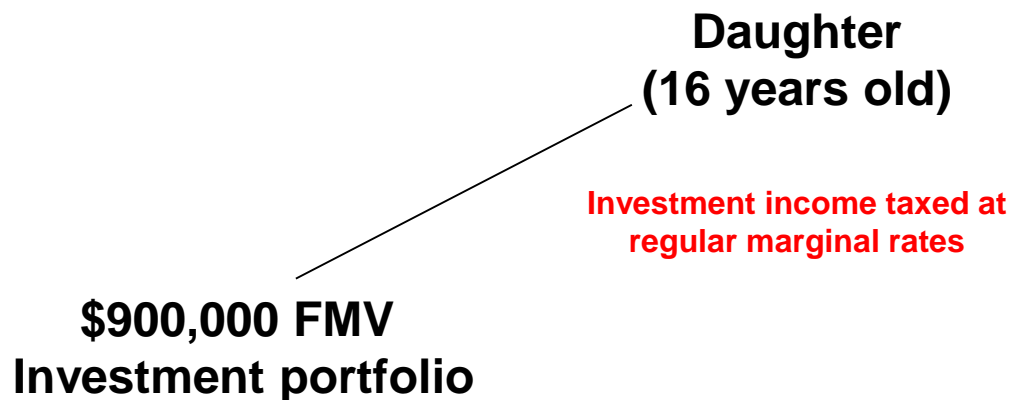 Daughter
(16 years old)
Investment income taxed at
regular marginal rates
$900,000 FMV
Investment portfolio